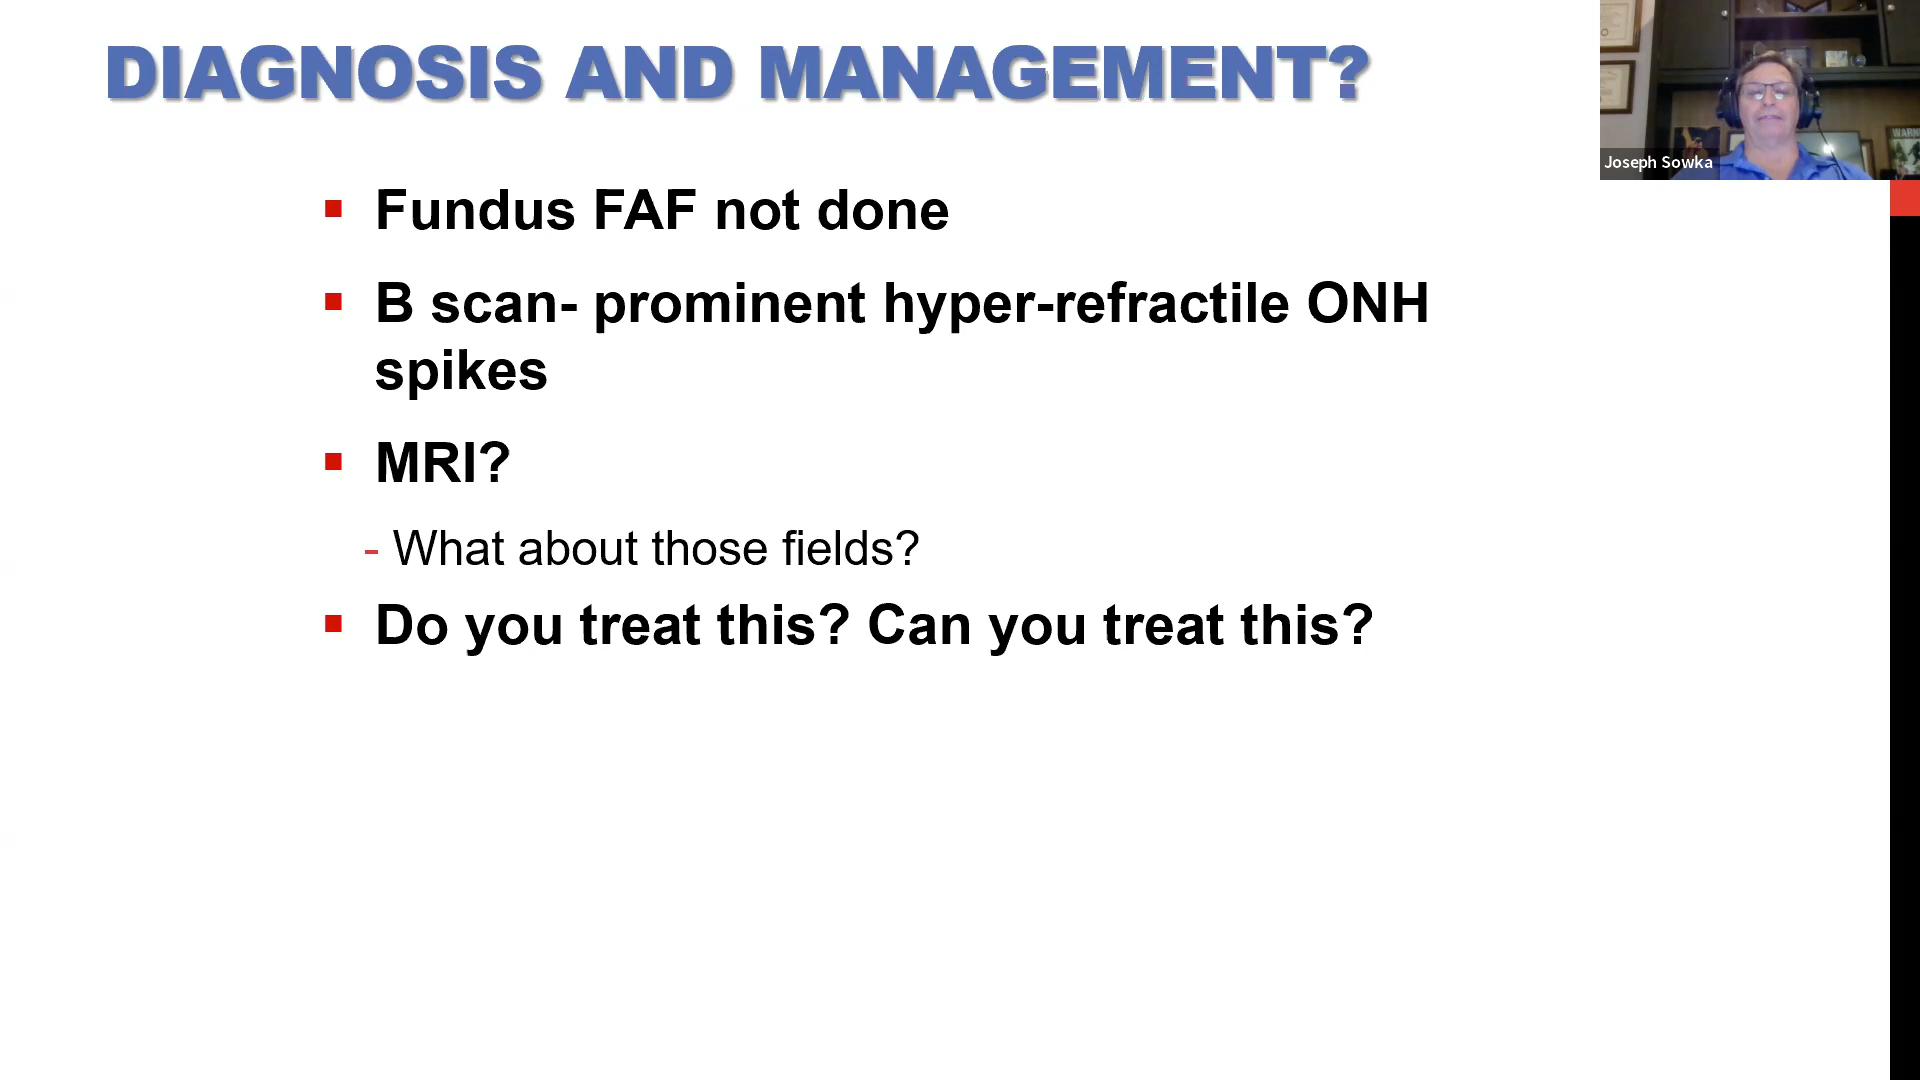 DIAGNOSIS AND MANAGEMENT?
Fundus FAF not done
B scan- prominent hyper-refractile ONH
spikes
MRI?
- What about those fields?
Do you treat this? Can you treat this?
Joseph Sowka
WARN